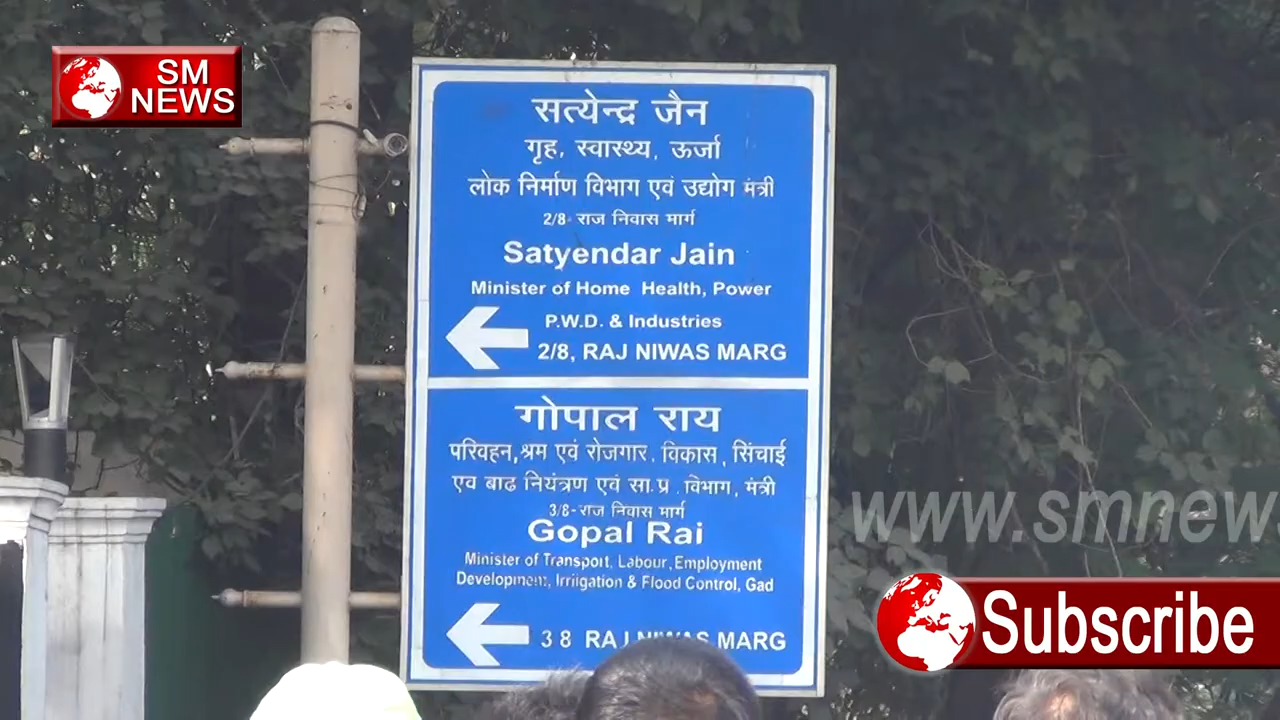 SM
NEWS
सत्येन्द्र जैन
गृह, स्वास्थ्य, ऊर्जा
लोक निर्माण विभाग एवं उद्योग मंत्री
2/8- राज निवास मार्ग
Satyendar Jain
Minister of Home Health, Power
P.W.D. & Industries
2/8, RAJ NIWAS MARG
गोपाल राय
परिवहन,श्रम एवं रोजगार, विकास, सिंचाई
एव बाढ नियंत्रण एवं सा.प्र. विभाग, मंत्री
3/8- राज निवास मार्ग
Gopal Rai
Minister of Transport, Labour, Employment
Development, Irriigation & Flood Control, Gad
3 8 RAJ NIWAS MARG
www.smnew
Subscribe